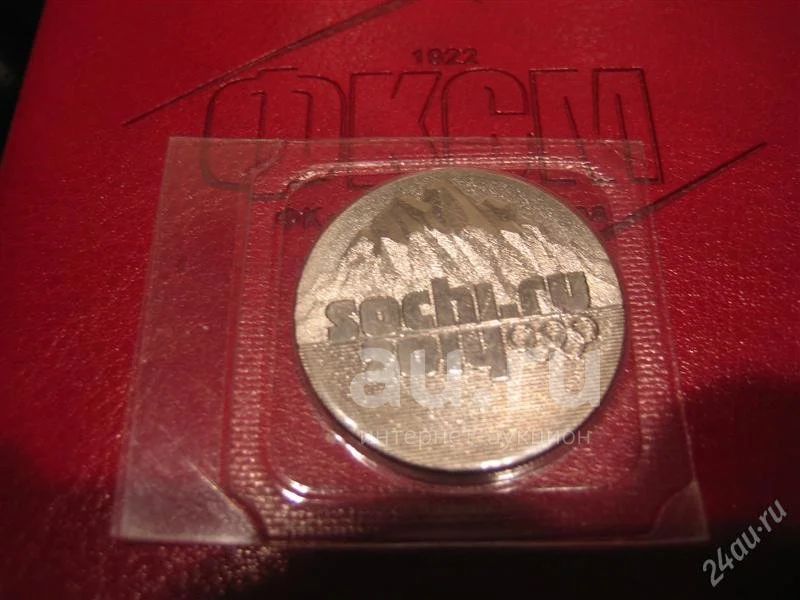 1922
ФКСМ
sochi.ru
2014
au.ru
интернет-аукцион
24au.ru